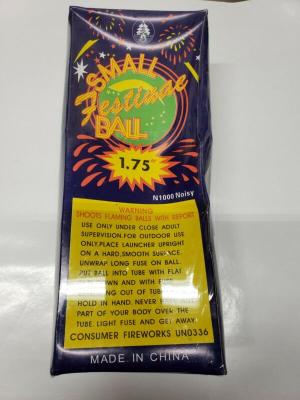 SMALL
Festinae
BALL
1.75"
N1000 Noisy
WARNING
SHOOTS FLAMING BALLS WITH REPORT
USE ONLY UNDER CLOSE ADULT
SUPERVISION.FOR OUTDOOR USE
ONLY.PLACE LAUNCHER UPRIGHT
ON A HARD,SMOOTH SURFACE.
UNWRAP LONG FUSE ON BALL.
PUT BALL INTO TUBE WITH FLAT
DOWN AND WITH FUSE
OUT OF TUBE
HOLD IN HAND. NEVER
PART OF YOUR BODY OVER THE
TUBE. LIGHT FUSE AND GET AWAY.
CONSUMER FIREWORKS UN0336
MADE IN CHINA